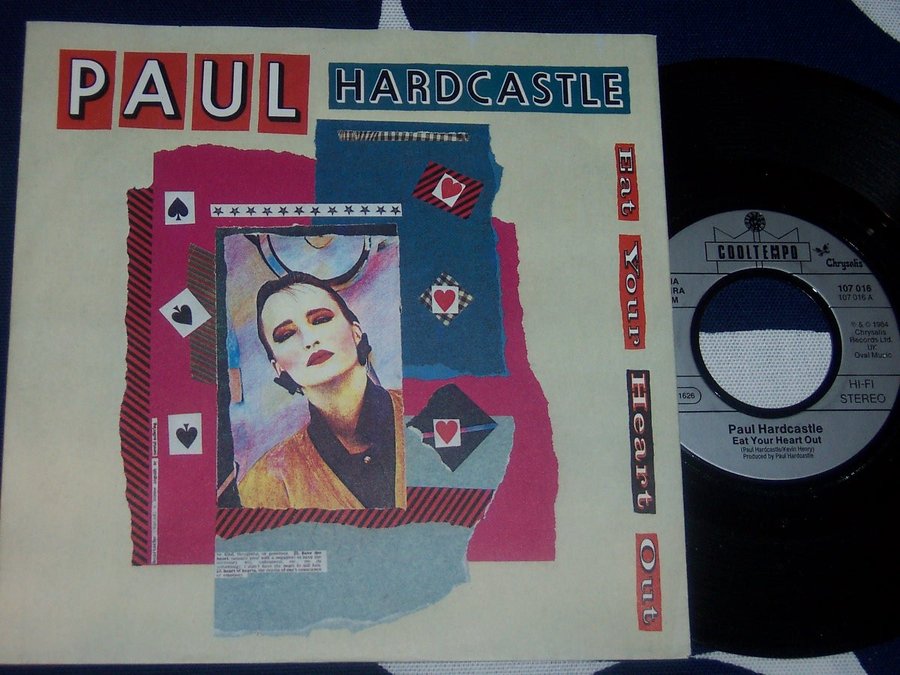 PAUL HARDCASTLE
Eat Your Heart Out
COOLTEMPO
Chrysalis
107 016
107 016 A
℗ & © 1984
Chrysalis
Records Ltd.
UK
Oval Music
HI-FI
STEREO
1626
Paul Hardcastle
Eat Your Heart Out
(Paul Hardcastle/Kevin Henry)
Produced by Paul Hardcastle